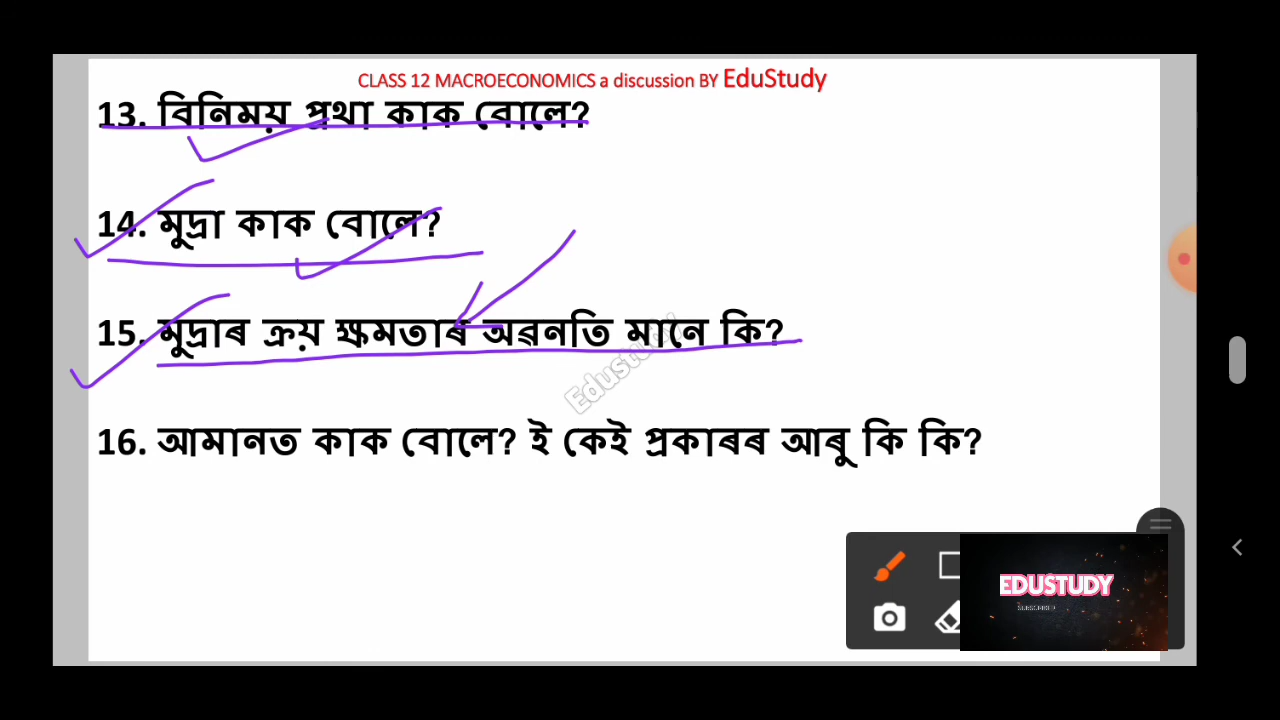 CLASS 12 MACROECONOMICS a discussion BY EduStudy
13. বিনিময় প্ৰথা কাক বোলে?
14. মুদ্ৰা কাক বোলে?
15. মুদ্ৰাৰ ক্ৰয় ক্ষমতাৰ অৱনতি মানে কি?
Edustudy
16. আমানত কাক বোলে? ই কেই প্ৰকাৰৰ আৰু কি কি?
EDUSTUDY